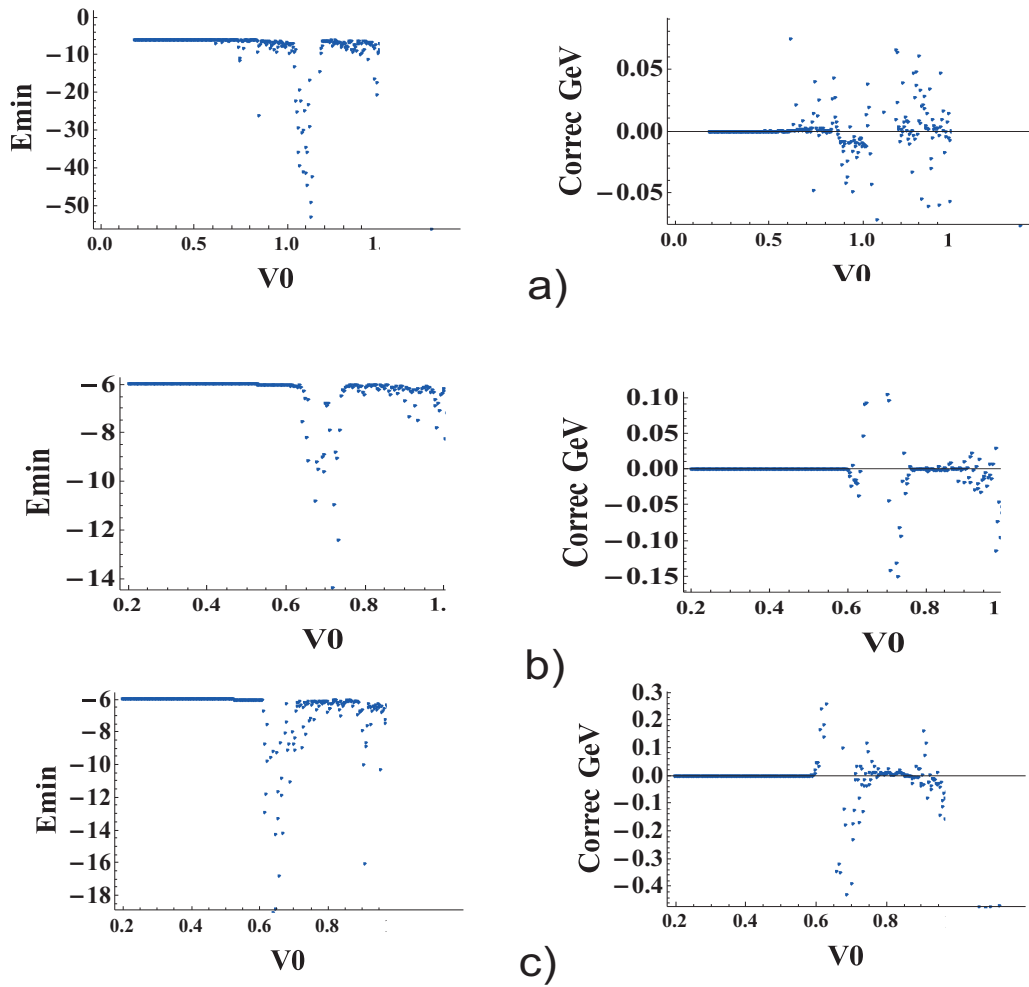 0
−10
−20
−30
−40
−50
Emin
0.0 0.5 1.0 1.
V0
0.05
0.00
−0.05
Correc GeV
0.0 0.5 1.0 1
V0
a)
−6
−8
−10
−12
−14
Emin
0.2 0.4 0.6 0.8 1.
V0
0.10
0.05
0.00
−0.05
−0.10
−0.15
Correc GeV
0.2 0.4 0.6 0.8 1
V0
b)
−6
−8
−10
−12
−14
−16
−18
Emin
0.2 0.4 0.6 0.8
V0
0.3
0.2
0.1
0.0
−0.1
−0.2
−0.3
−0.4
Correc GeV
0.2 0.4 0.6 0.8
V0
c)